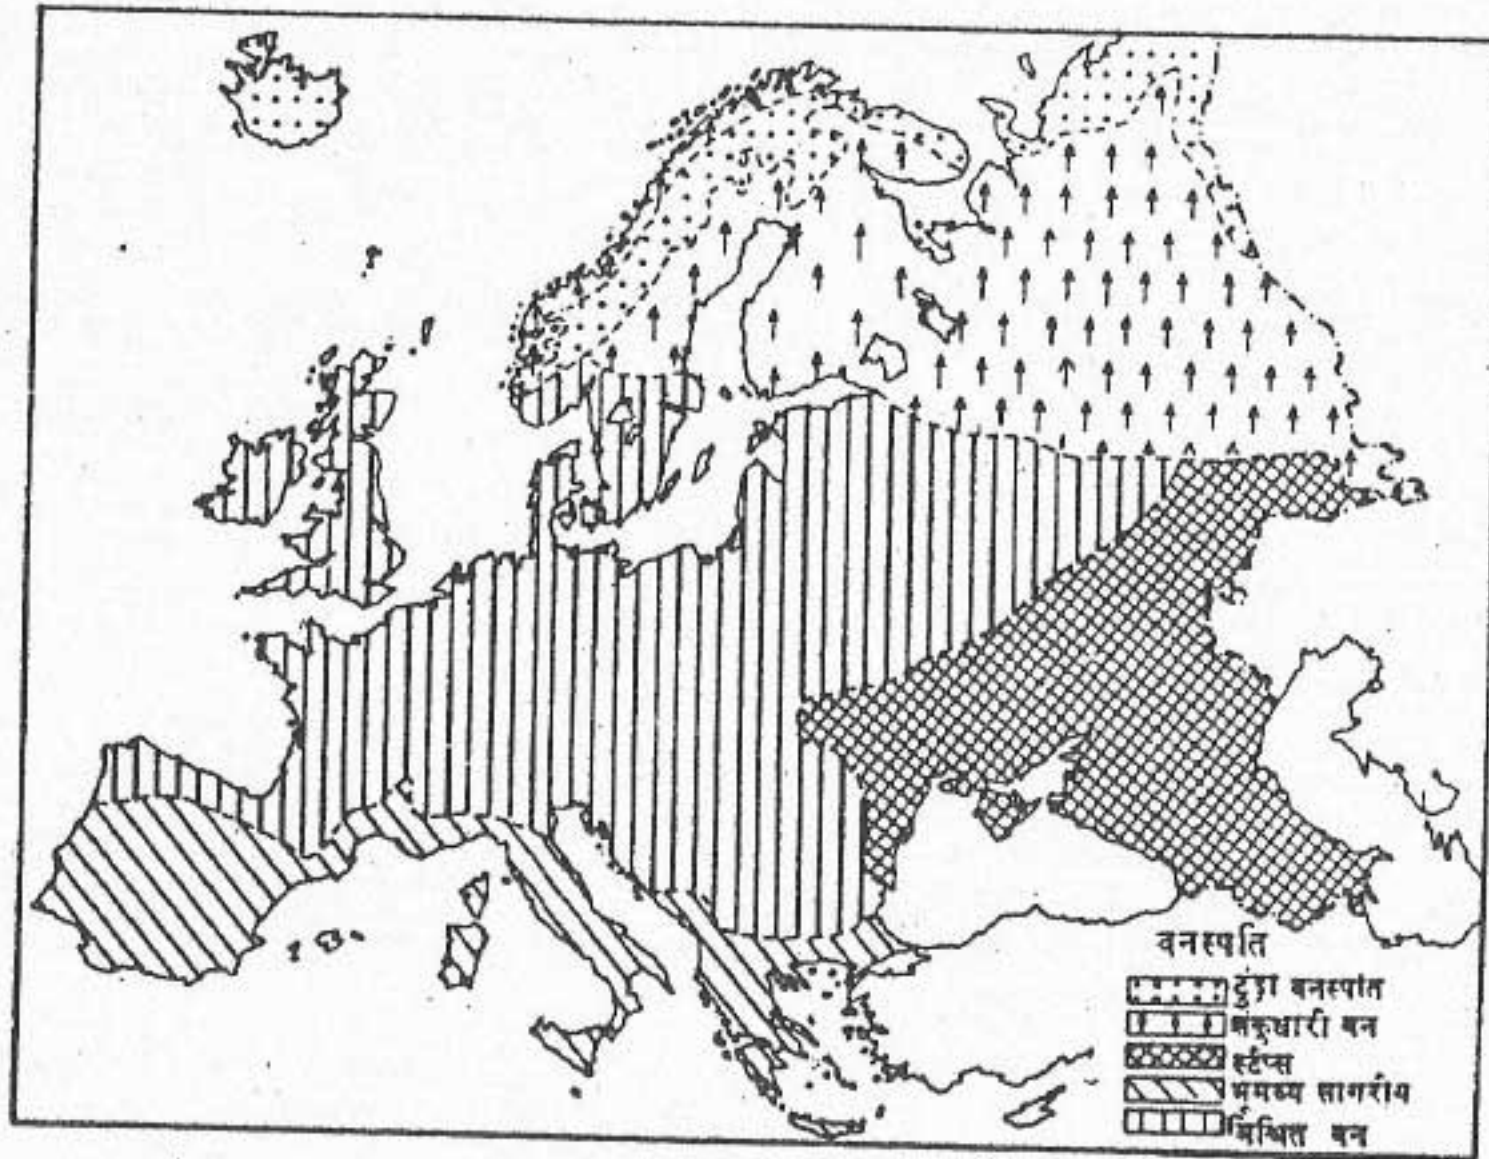 वनस्पति
टुंड्रा वनस्पति
शंकुधारी वन
स्टेप्स
भूमध्य सागरीय
मिश्रित वन